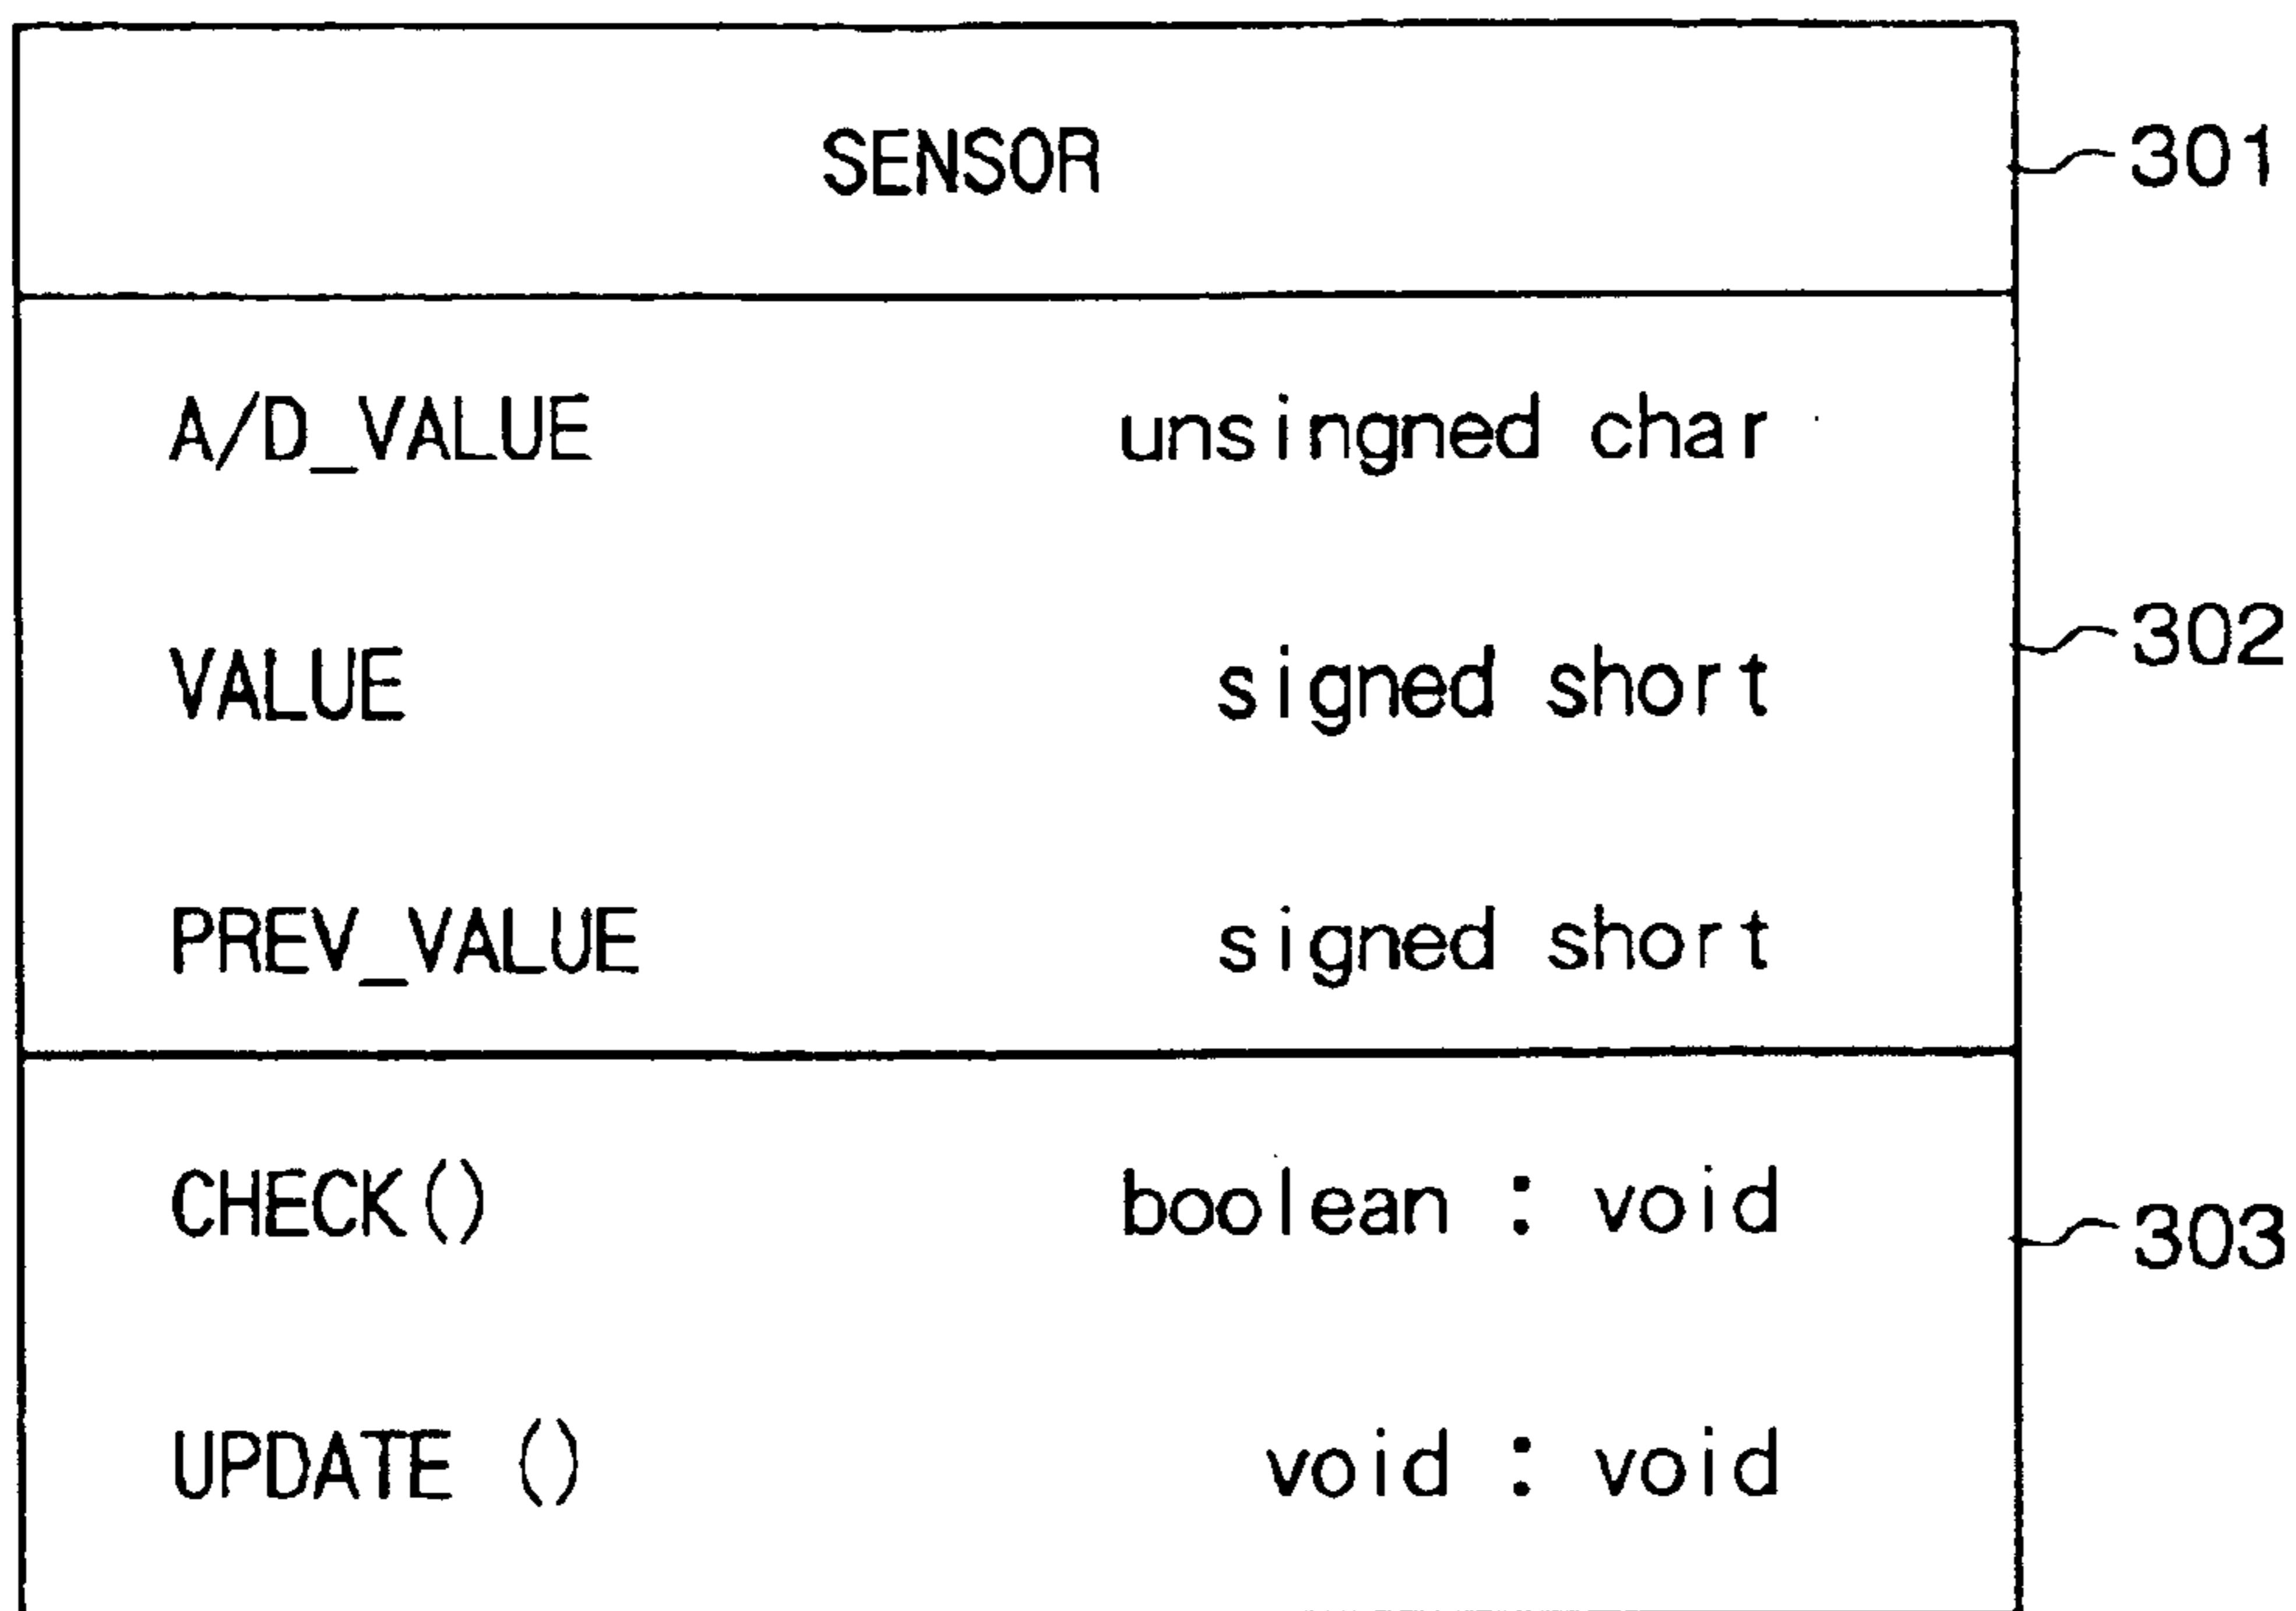 SENSOR 301
A/D_VALUE unsingned char
VALUE signed short 302
PREV_VALUE signed short
CHECK() boolean : void 303
UPDATE () void : void